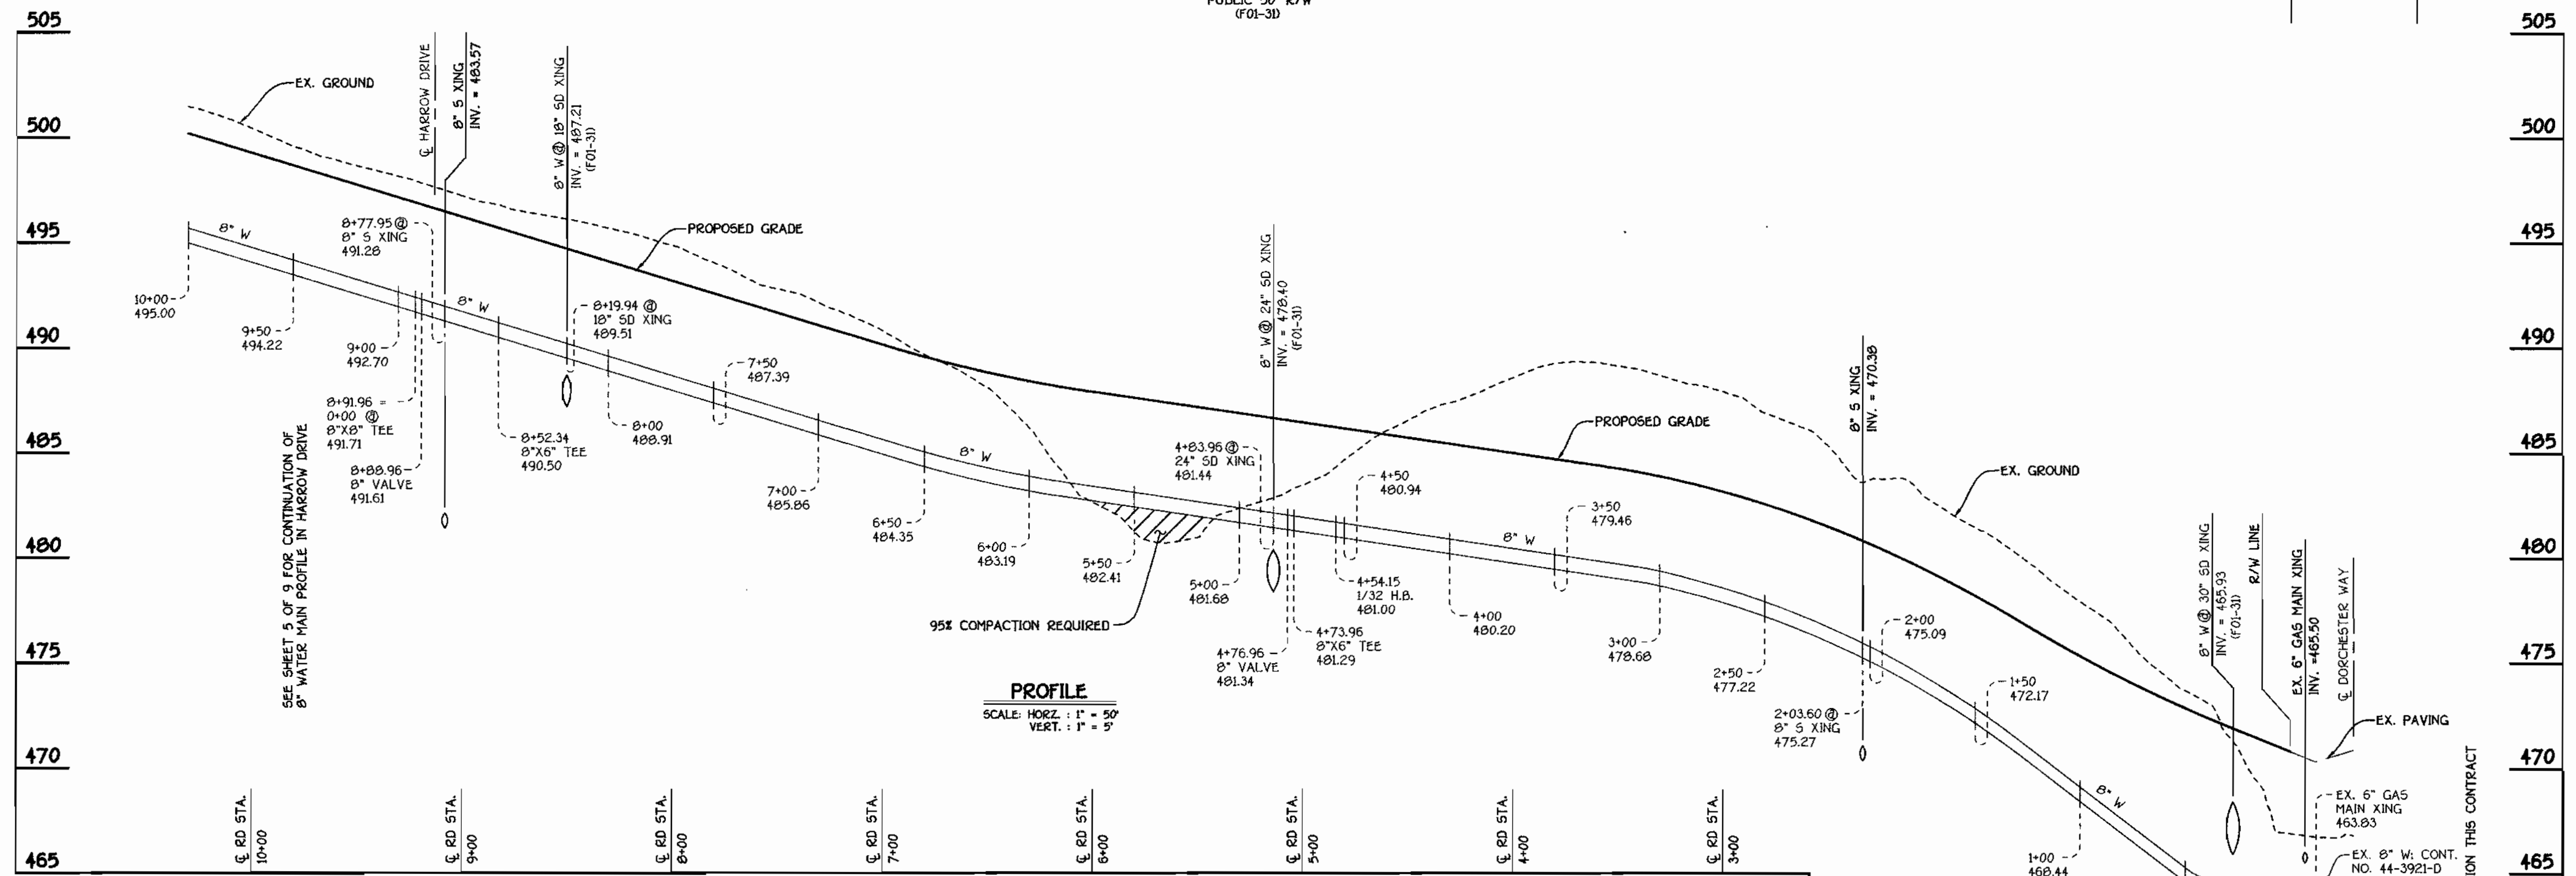 PUBLIC 50' R/W
(F01-31)
505
505
500
500
495
495
490
490
485
485
480
480
475
475
470
470
465
465
EX. GROUND
℄ HARROW DRIVE
8" S XING
INV. = 483.57
8" W @ 18" SD XING
INV. = 487.21
(F01-31)
8" W
8+77.95 @
8" S XING
491.28
PROPOSED GRADE
10+00
495.00
9+50
494.22
9+00
492.70
8" W
8+19.94 @
18" SD XING
489.51
8+91.96 =
0+00 @
8"X8" TEE
491.71
8+88.96
8" VALVE
491.61
8+52.34
8"X6" TEE
490.50
8+00
488.91
7+50
487.39
7+00
485.86
6+50
484.35
8" W
6+00
483.19
5+50
482.41
SEE SHEET 5 OF 9 FOR CONTINUATION OF
8" WATER MAIN PROFILE IN HARROW DRIVE
95% COMPACTION REQUIRED
8" W @ 24" SD XING
INV. = 478.40
(F01-31)
4+83.96 @
24" SD XING
481.44
5+00
481.68
4+76.96
8" VALVE
481.34
4+73.96
8"X6" TEE
481.29
4+50
480.94
4+54.15
1/32 H.B.
481.00
4+00
480.20
8" W
3+50
479.46
PROPOSED GRADE
3+00
478.68
2+50
477.22
8" S XING
INV. = 470.38
2+03.60 @
8" S XING
475.27
2+00
475.09
1+50
472.17
EX. GROUND
8" W @ 30" SD XING
INV. = 465.93
(F01-31)
R/W LINE
EX. 6" GAS MAIN XING
INV. =465.50
℄ DORCHESTER WAY
EX. PAVING
8" W
1+00
468.44
EX. 6" GAS
MAIN XING
463.83
EX. 8" W: CONT.
NO. 44-3921-D
ION THIS CONTRACT
PROFILE
SCALE: HORZ. : 1" = 50'
VERT. : 1" = 5'
℄ RD STA.
10+00
℄ RD STA.
9+00
℄ RD STA.
8+00
℄ RD STA.
7+00
℄ RD STA.
6+00
℄ RD STA.
5+00
℄ RD STA.
4+00
℄ RD STA.
3+00